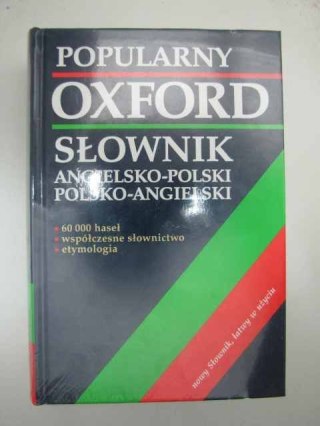 POPULARNY
OXFORD
SŁOWNIK
ANGIELSKO-POLSKI
POLSKO-ANGIELSKI
60 000 haseł
współczesne słownictwo
etymologia
nowy Słownik, łatwy w użyciu